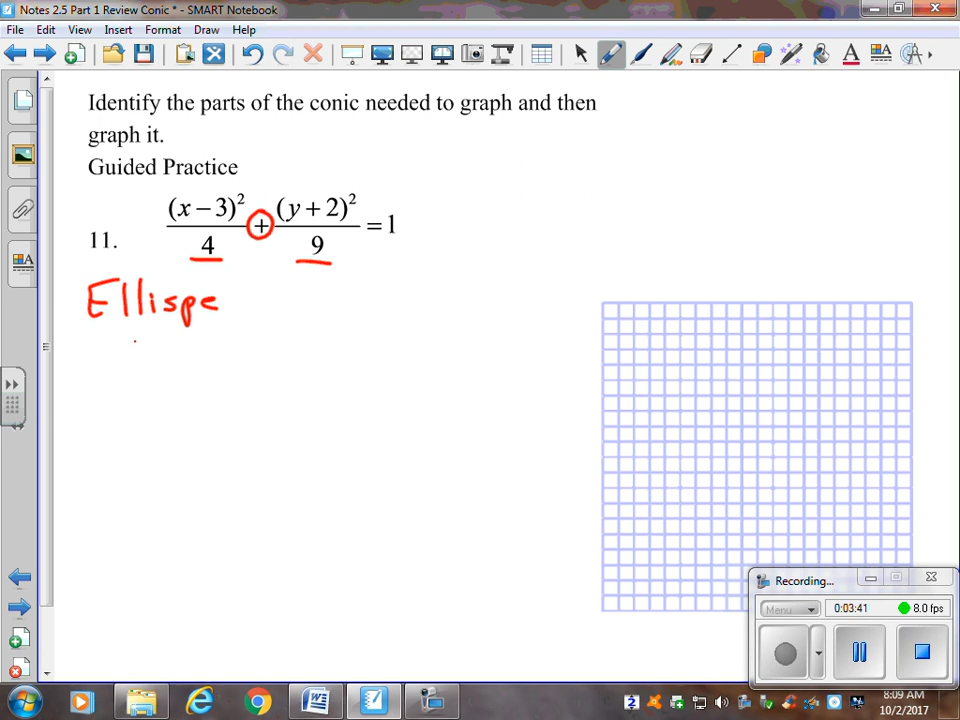 Notes 2.5 Part 1 Review Conic * - SMART Notebook
File Edit View Insert Format Tools Draw Help
Identify the parts of the conic needed to graph and then
graph it.
Guided Practice
11. (x − 3)²/4 + (y + 2)²/9 = 1
Ellispe
Recording...
Menu 0:03:41 8.0 fps
8:09 AM
10/2/2017